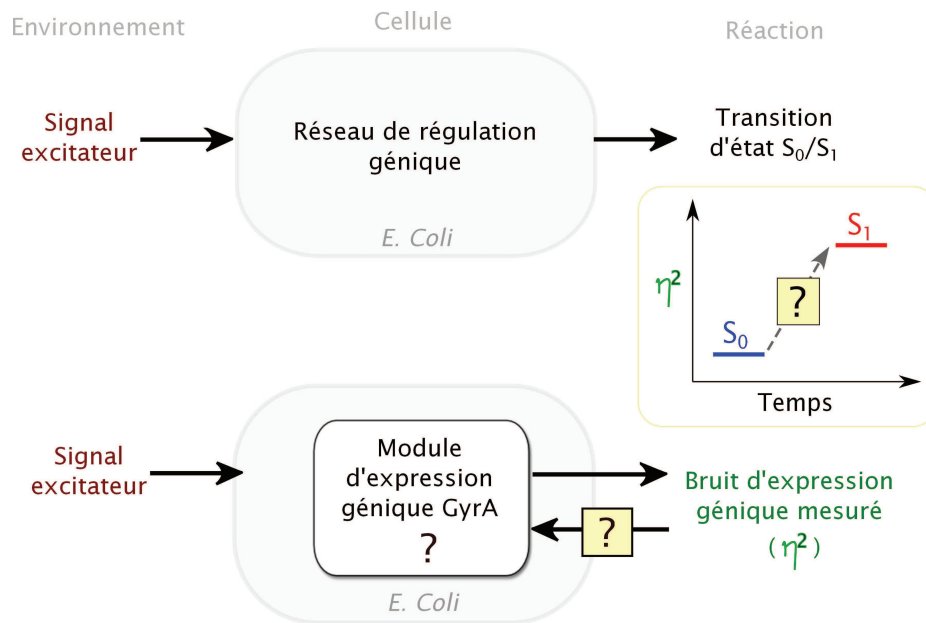 Environnement
Cellule
Réaction
Signal
excitateur
Réseau de régulation
génique
E. Coli
Transition
d'état S₀/S₁
η²
S₁
?
S₀
Temps
Signal
excitateur
Module
d'expression
génique GyrA
?
E. Coli
?
Bruit d'expression
génique mesuré
(η²)